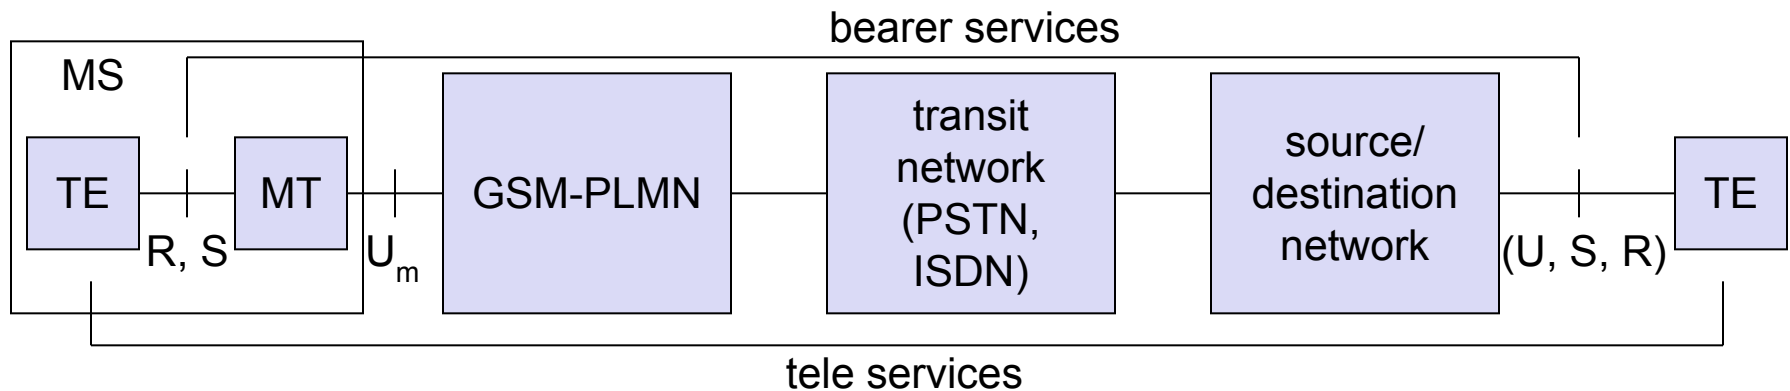 bearer services
MS
TE
MT
GSM-PLMN
transit
network
(PSTN,
ISDN)
source/
destination
network
TE
R, S
Um
(U, S, R)
tele services